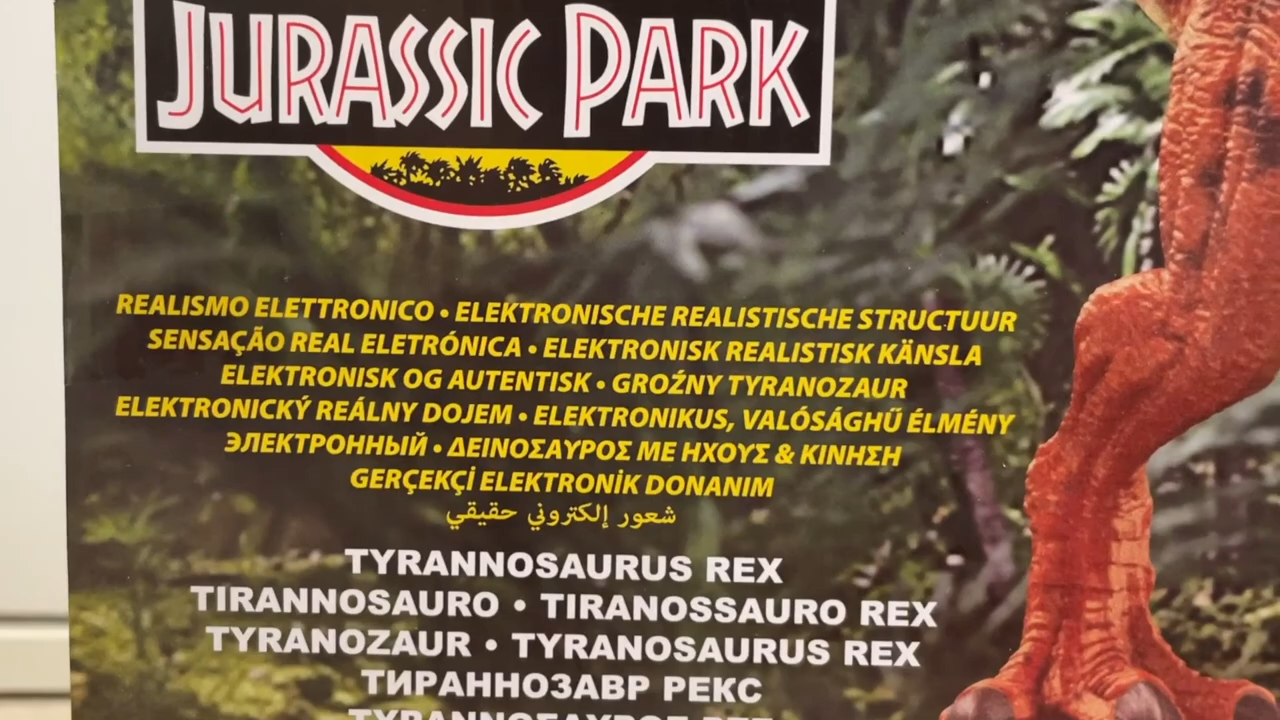 JURASSIC PARK
REALISMO ELETTRONICO • ELEKTRONISCHE REALISTISCHE STRUCTUUR
SENSAÇÃO REAL ELETRÓNICA • ELEKTRONISK REALISTISK KÄNSLA
ELEKTRONISK OG AUTENTISK • GROŹNY TYRANOZAUR
ELEKTRONICKÝ REÁLNY DOJEM • ELEKTRONIKUS, VALÓSÁGHŰ ÉLMÉNY
ЭЛЕКТРОННЫЙ • ΔΕΙΝΟΣΑΥΡΟΣ ΜΕ ΗΧΟΥΣ & ΚΙΝΗΣΗ
GERÇEKÇİ ELEKTRONİK DONANIM
شعور إلكتروني حقيقي
TYRANNOSAURUS REX
TIRANNOSAURO • TIRANOSSAURO REX
TYRANOZAUR • TYRANOSAURUS REX
ТИРАННОЗАВР РЕКС